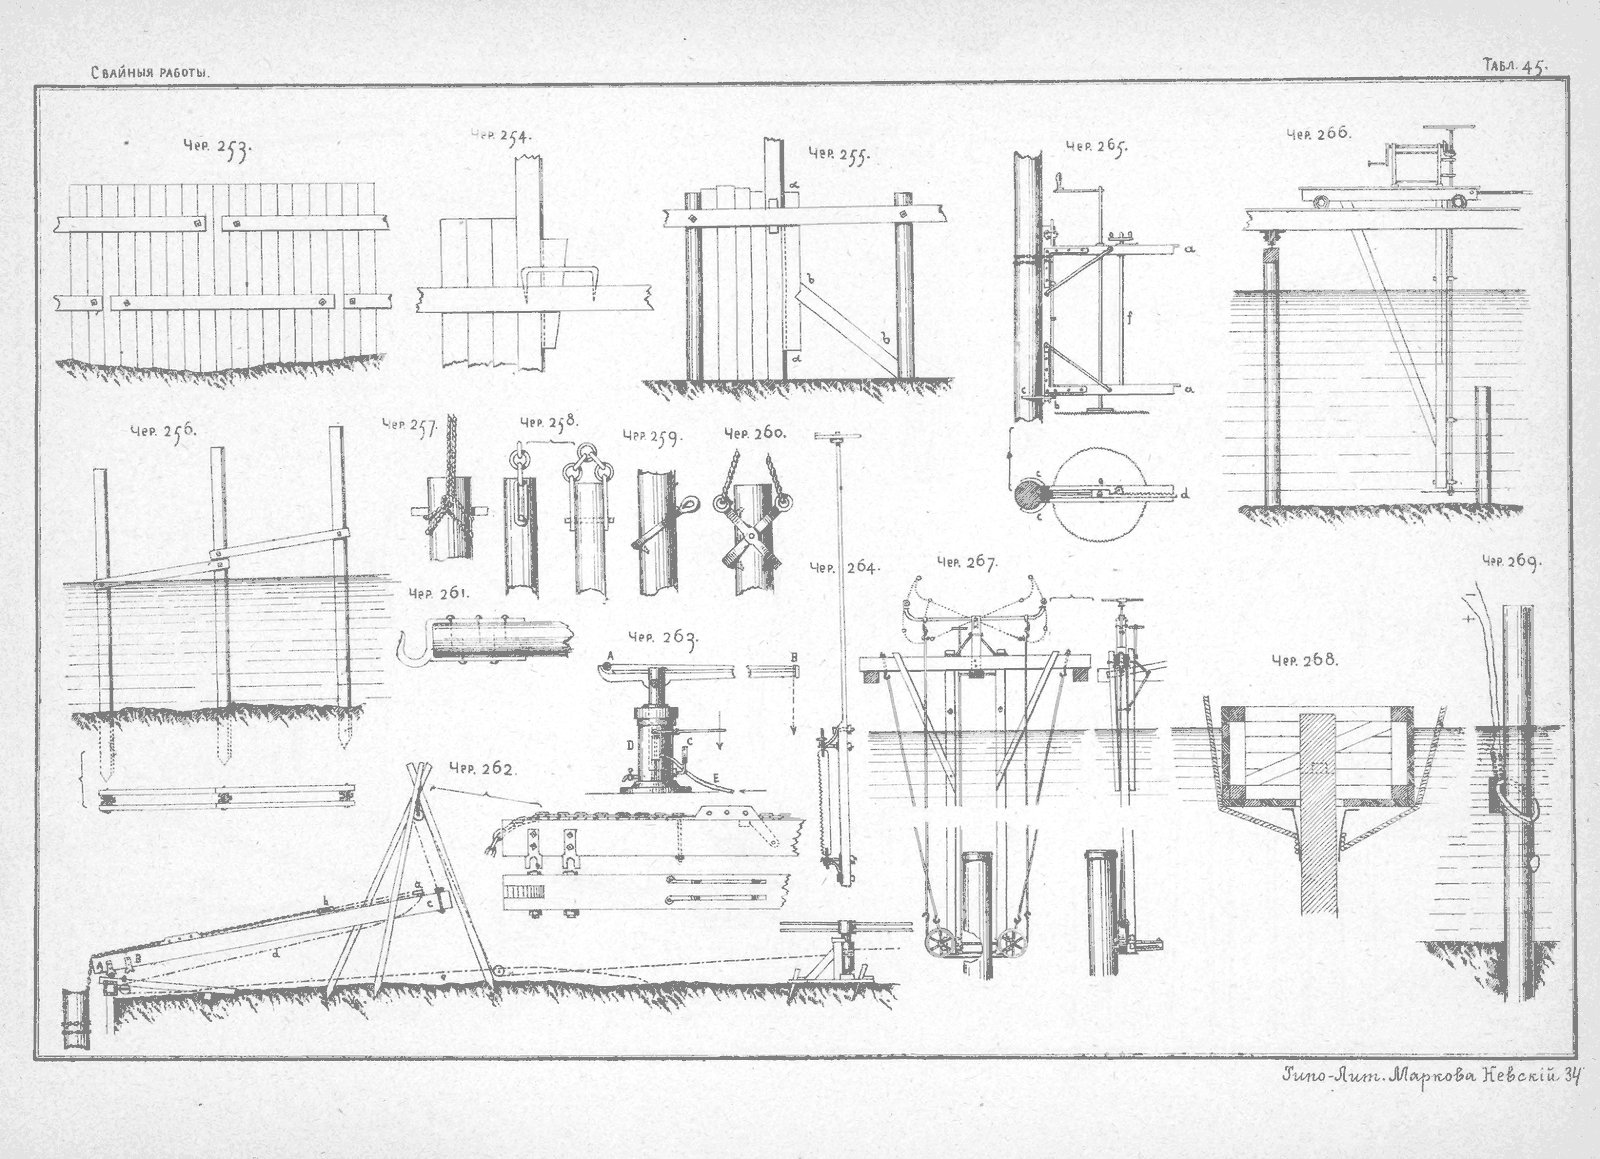 Свайныя работы.
Табл. 45.
Чер. 253.
Чер. 254.
Чер. 255.
Чер. 265.
Чер. 266.
a
a
b
b
a
a
f
c
b
Чер. 256.
Чер. 257.
Чер. 258.
Чер. 259.
Чер. 260.
c
d
c
Чер. 261.
Чер. 264.
Чер. 267.
Чер. 269.
Чер. 263.
Чер. 268.
A
B
D
C
E
Чер. 262.
a
b
c
A
B
d
e
Типо-Лит. Маркова Невскій 34